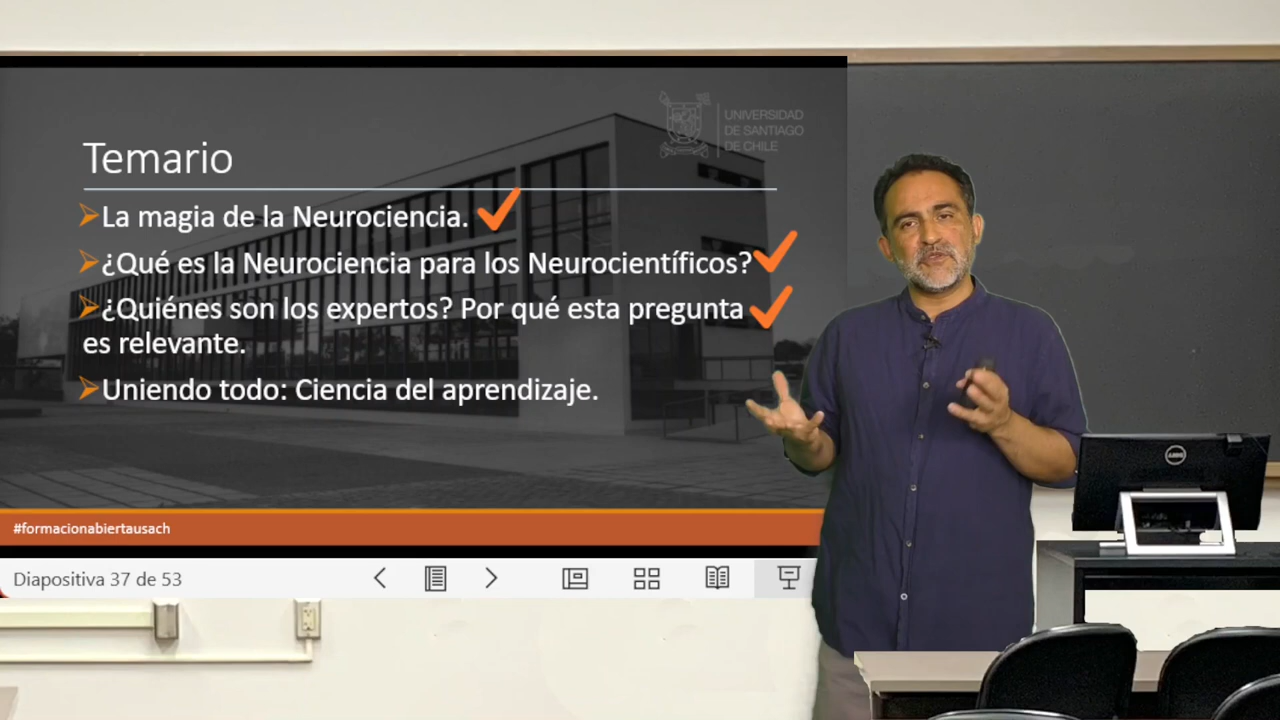 UNIVERSIDAD
DE SANTIAGO
DE CHILE
Temario
La magia de la Neurociencia.
¿Qué es la Neurociencia para los Neurocientíficos?
¿Quiénes son los expertos? Por qué esta pregunta
es relevante.
Uniendo todo: Ciencia del aprendizaje.
#formacionabiertausach
Diapositiva 37 de 53
DELL